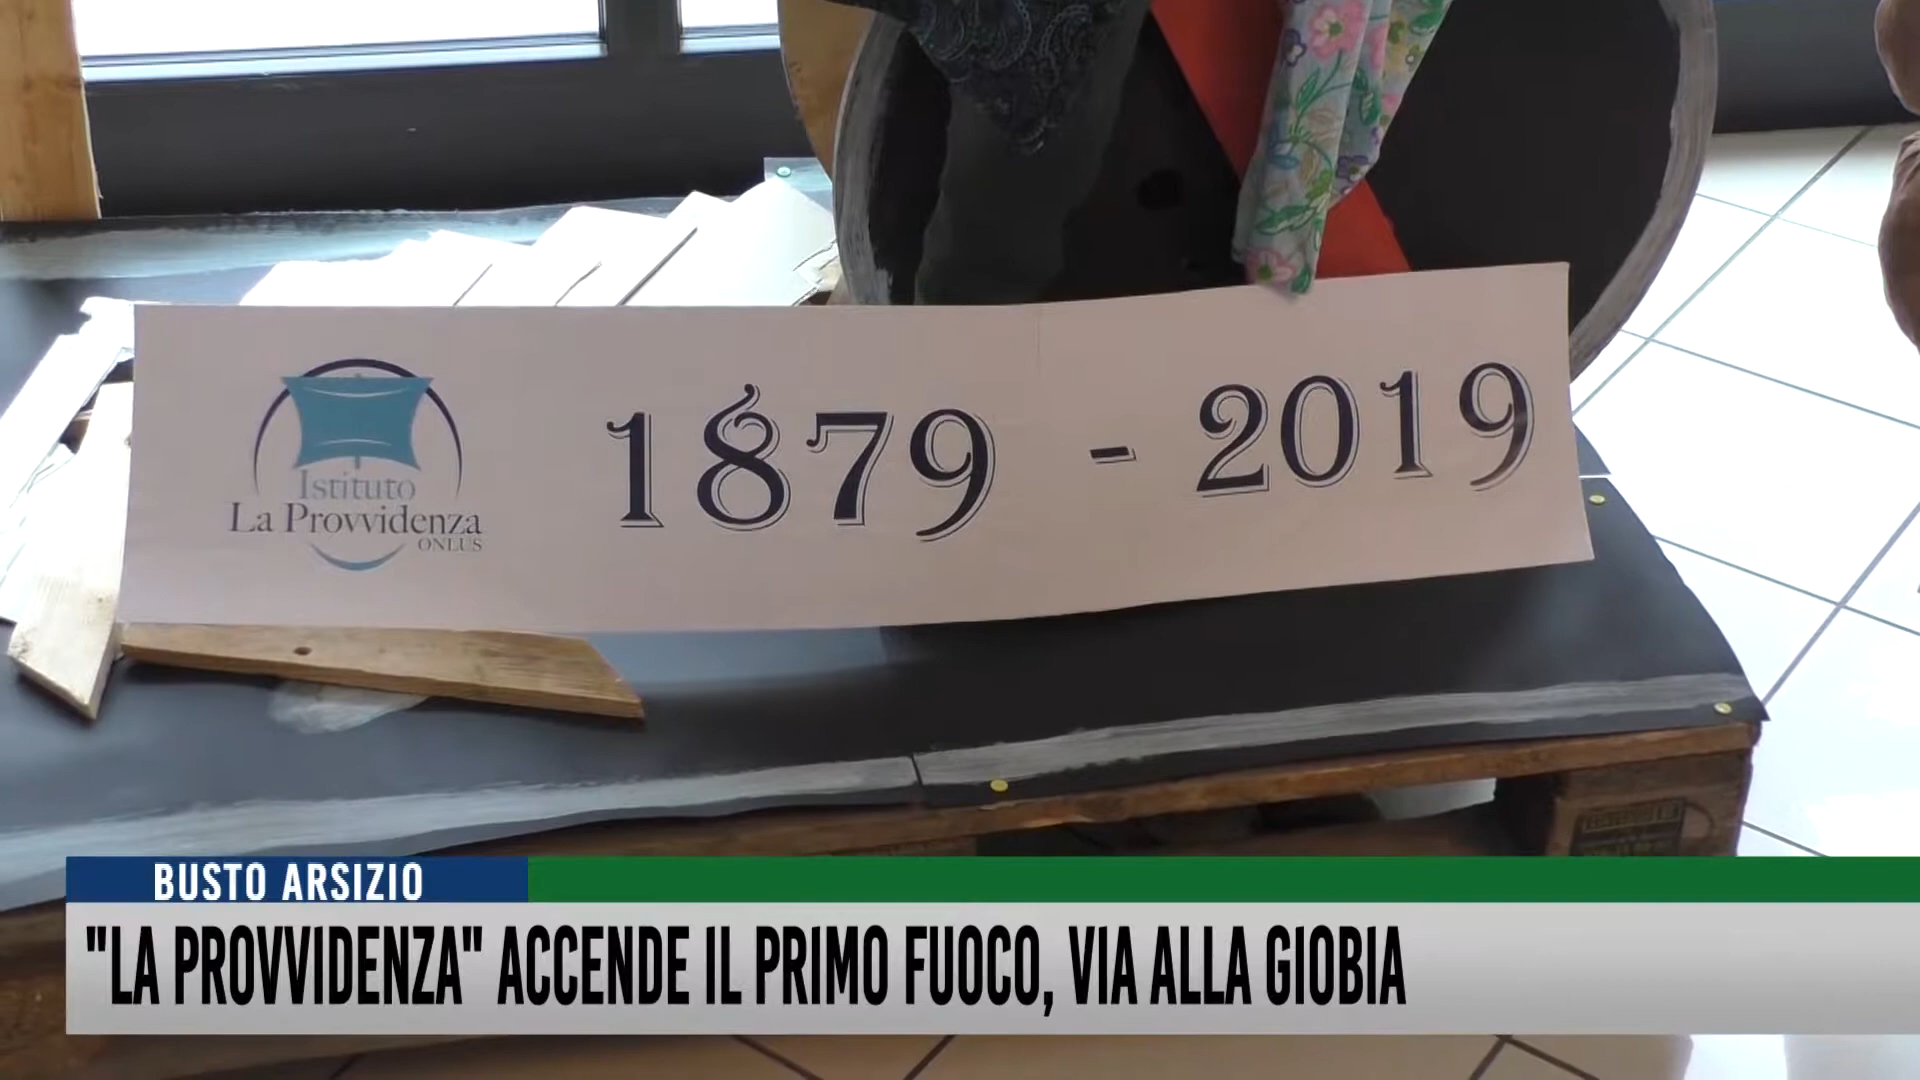 Istituto
La Provvidenza
ONLUS
1879 - 2019
BUSTO ARSIZIO
"LA PROVVIDENZA" ACCENDE IL PRIMO FUOCO, VIA ALLA GIOBIA